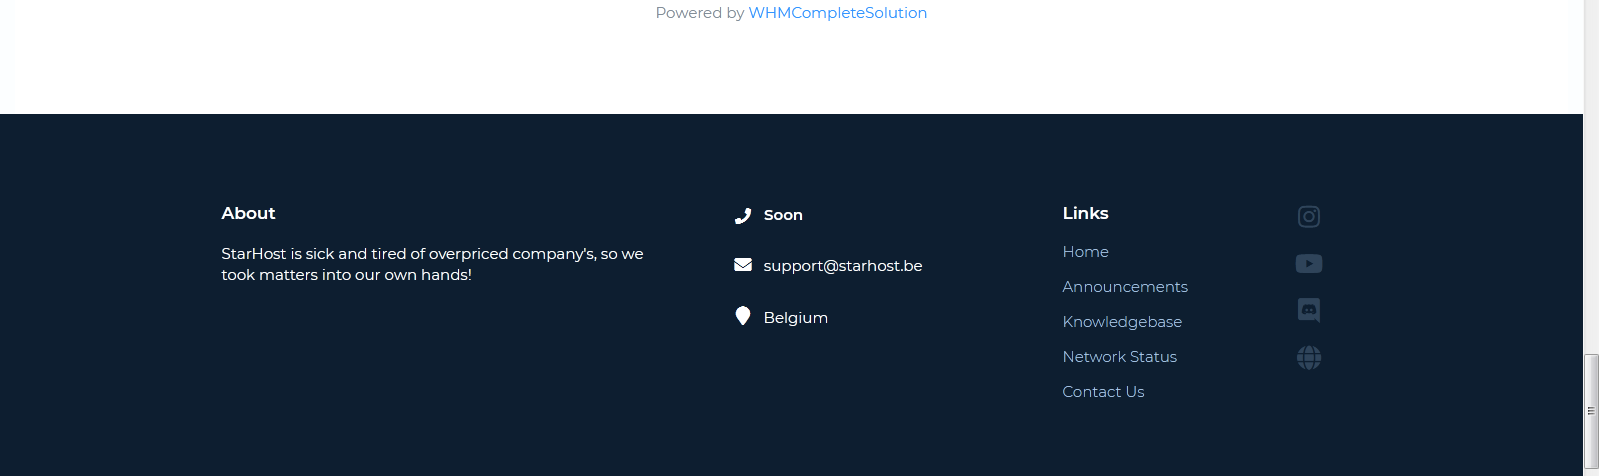 Powered by WHMCompleteSolution
About
StarHost is sick and tired of overpriced company's, so we
took matters into our own hands!
Soon
support@starhost.be
Belgium
Links
Home
Announcements
Knowledgebase
Network Status
Contact Us